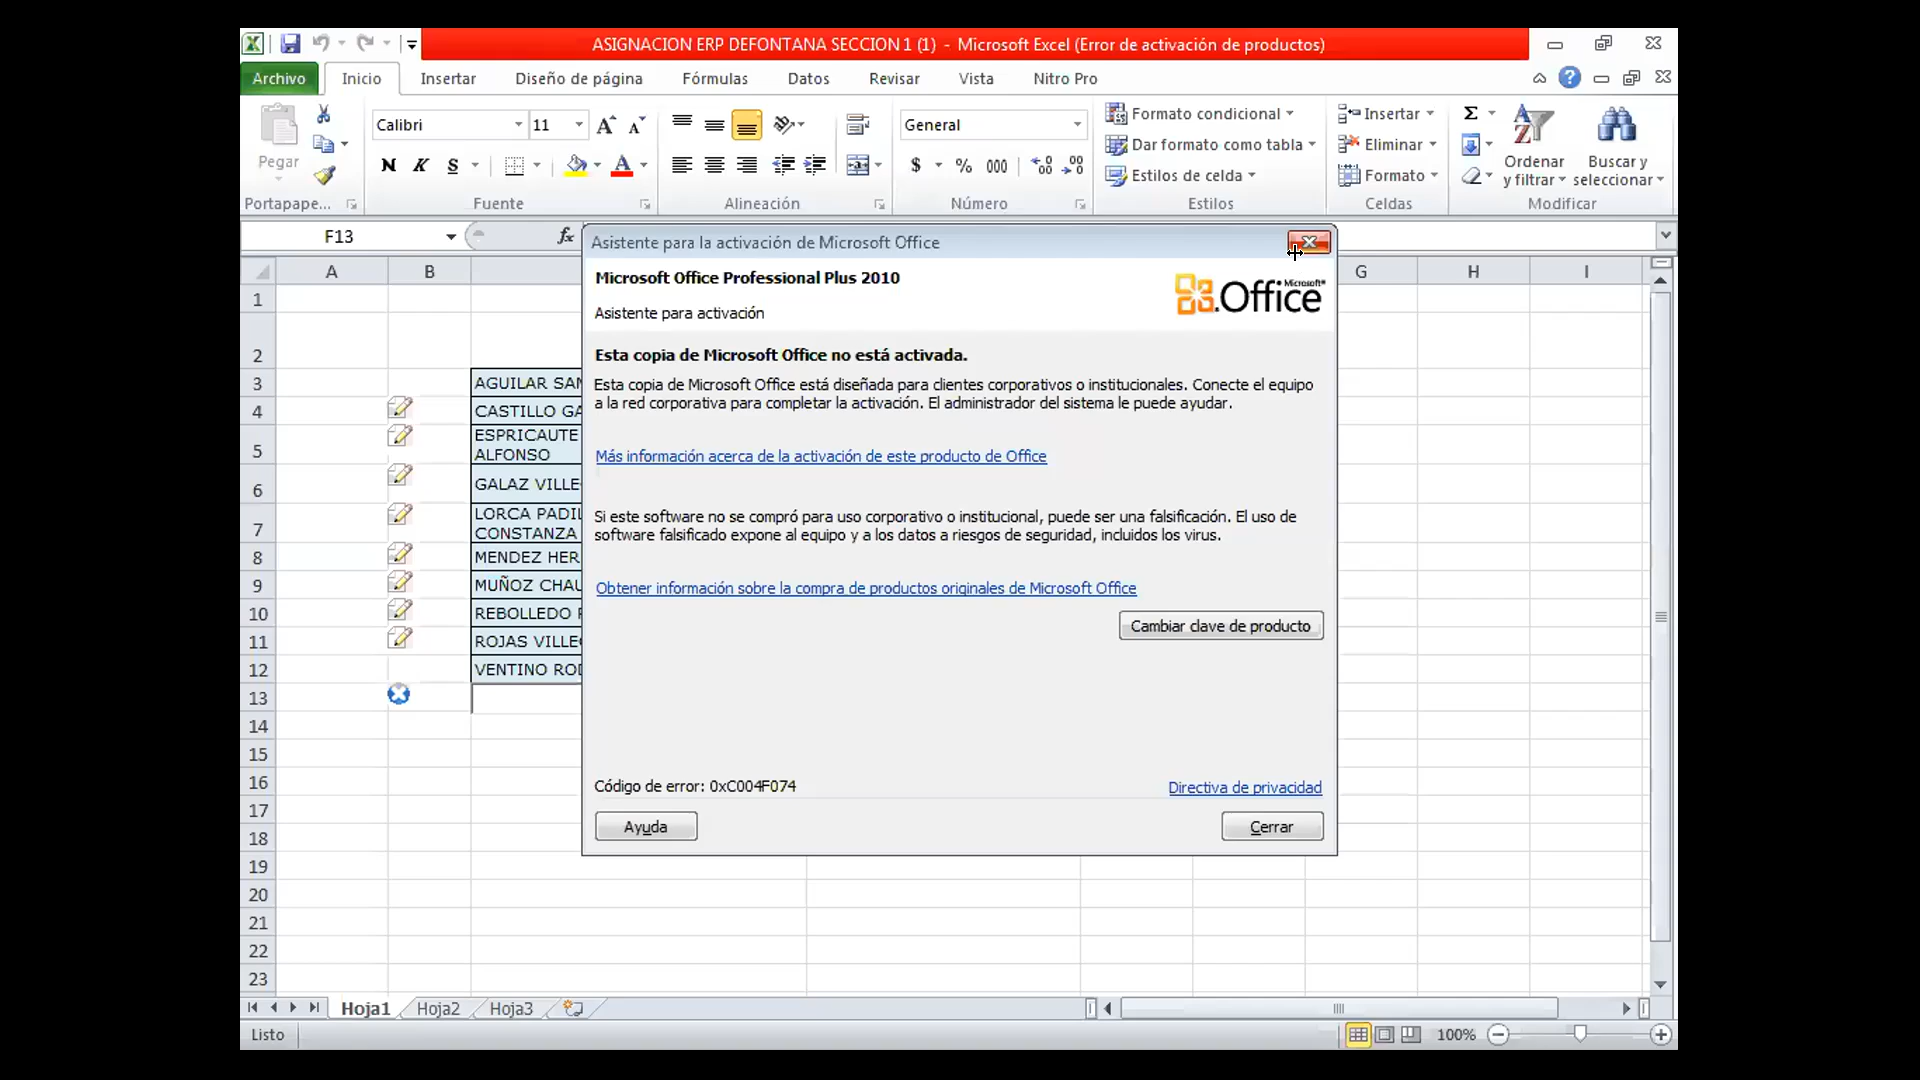 ASIGNACION ERP DEFONTANA SECCION 1 (1) - Microsoft Excel (Error de activación de productos)
Archivo Inicio Insertar Diseño de página Fórmulas Datos Revisar Vista Nitro Pro
Calibri 11 General Formato condicional Insertar
Pegar N K S $ % 000 Dar formato como tabla Eliminar Ordenar y filtrar Buscar y seleccionar
Estilos de celda Formato
Portapape... Fuente Alineación Número Estilos Celdas Modificar
F13 fx
A B G H I
Asistente para la activación de Microsoft Office
Microsoft Office Professional Plus 2010
Microsoft Office
Asistente para activación
Esta copia de Microsoft Office no está activada.
Esta copia de Microsoft Office está diseñada para clientes corporativos o institucionales. Conecte el equipo
a la red corporativa para completar la activación. El administrador del sistema le puede ayudar.
Más información acerca de la activación de este producto de Office
Si este software no se compró para uso corporativo o institucional, puede ser una falsificación. El uso de
software falsificado expone al equipo y a los datos a riesgos de seguridad, incluidos los virus.
Obtener información sobre la compra de productos originales de Microsoft Office
Cambiar clave de producto
Código de error: 0xC004F074
Directiva de privacidad
Ayuda Cerrar
1
2
3 AGUILAR
4 CASTILLO
5 ESPRICAUTE
ALFONSO
6 GALAZ
7 LORCA
CONSTANZA
8 MENDEZ
9 MUÑOZ
10 REBOLLEDO
11 ROJAS
12 VENTINO
13
14
15
16
17
18
19
20
21
22
23
Hoja1 Hoja2 Hoja3
Listo 100%